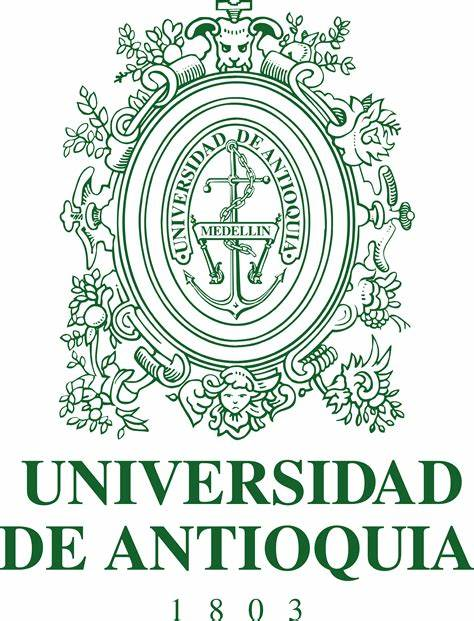 UNIVERSIDAD DE ANTIOQUIA
MEDELLIN
UNIVERSIDAD
DE ANTIOQUIA
1803